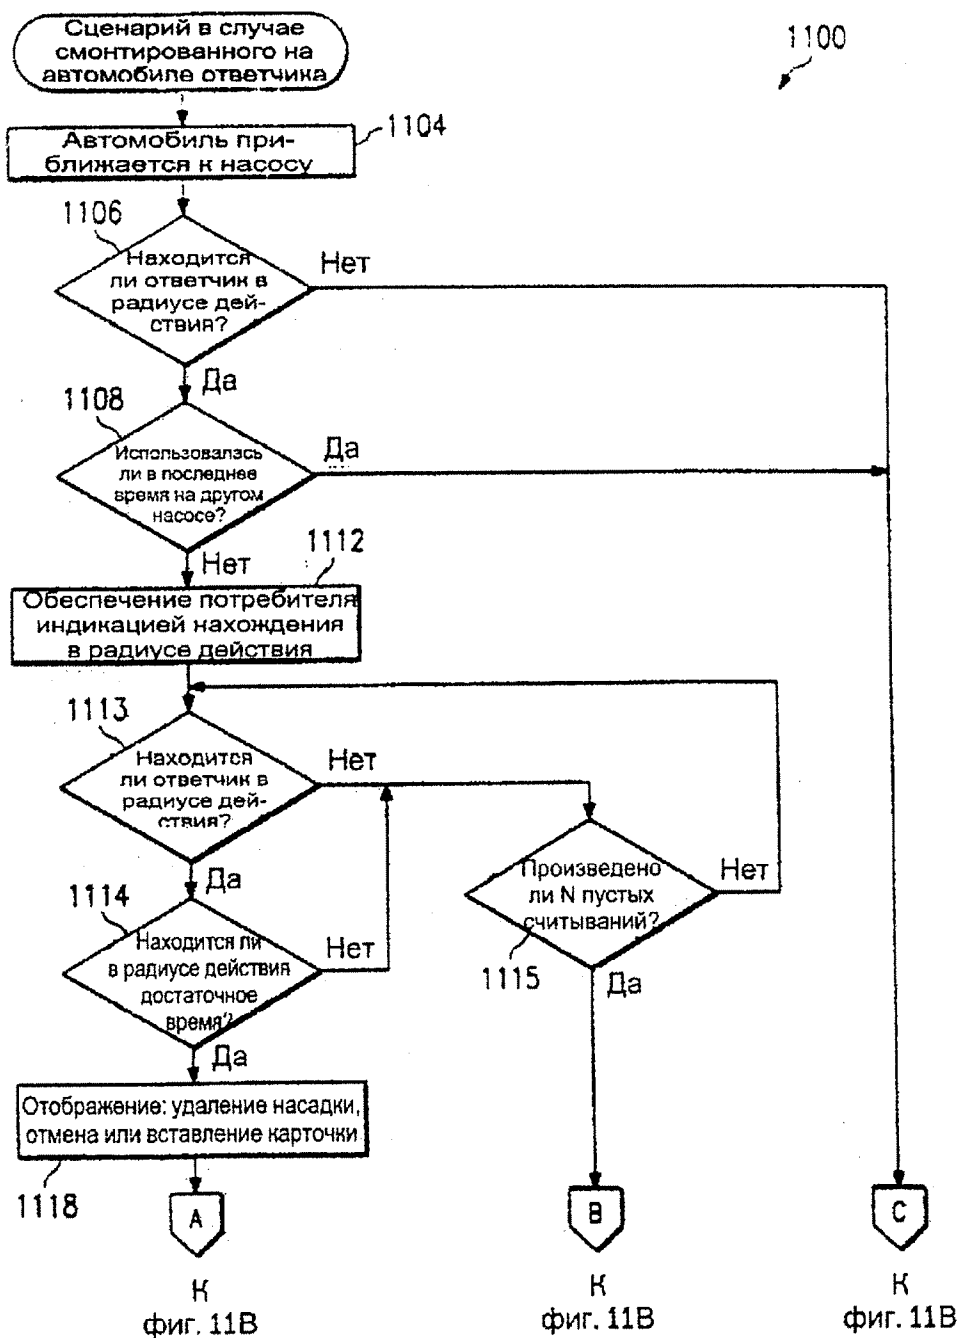 Сценарий в случае
смонтированного на
автомобиле ответчика
1100
Автомобиль при-
ближается к насосу
1104
1106
Находится
ли ответчик в
радиусе дей-
ствия?
Нет
Да
1108
Использовалась
ли в последнее
время на другом
насосе?
Да
Нет
1112
Обеспечение потребителя
индикацией нахождения
в радиусе действия
1113
Находится
ли ответчик в
радиусе дей-
ствия?
Нет
Да
Произведено
ли N пустых
считываний?
Нет
1115
Да
1114
Находится ли
в радиусе действия
достаточное
время?
Нет
Да
Отображение: удаление насадки,
отмена или вставление карточки
1118
A
B
C
К
фиг. 11В
К
фиг. 11В
К
фиг. 11В